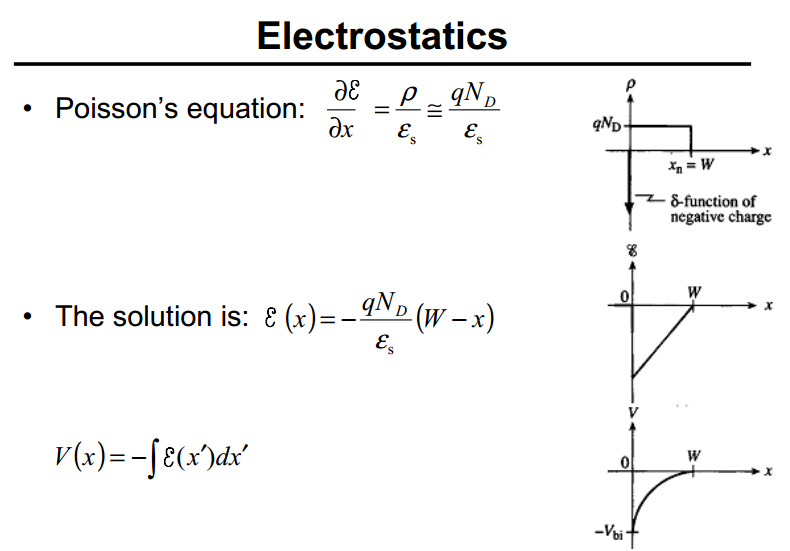 Electrostatics
• Poisson's equation: ∂ℰ/∂x = ρ/εs ≅ qND/εs
• The solution is: ℰ (x) = − qND/εs (W − x)
V(x) = −∫ ℰ(x′)dx′
ρ
qND
x
xn = W
δ-function of
negative charge
ℰ
0
W
x
V
0
W
x
−Vbi